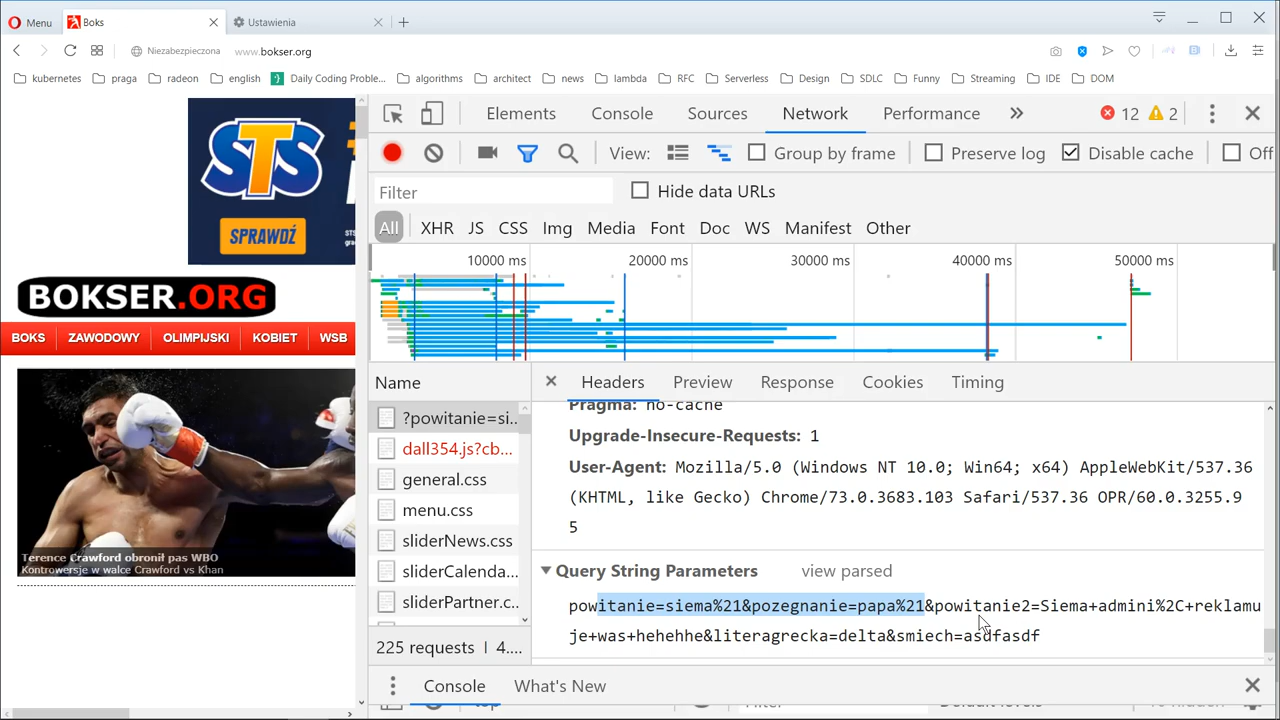 Menu
Boks
Ustawienia
Niezabezpieczona
www.bokser.org
kubernetes
praga
radeon
english
Daily Coding Proble...
algorithms
architect
news
lambda
RFC
Serverless
Design
SDLC
Funny
Streaming
IDE
DOM
STS
SPRAWDŹ
BOKSER.ORG
BOKS
ZAWODOWY
OLIMPIJSKI
KOBIET
WSB
Terence Crawford obronił pas WBO
Kontrowersje w walce Crawford vs Khan
Elements
Console
Sources
Network
Performance
12
2
View:
Group by frame
Preserve log
Disable cache
Off
Filter
Hide data URLs
All
XHR
JS
CSS
Img
Media
Font
Doc
WS
Manifest
Other
10000 ms
20000 ms
30000 ms
40000 ms
50000 ms
Name
?powitanie=si...
dall354.js?cb...
general.css
menu.css
sliderNews.css
sliderCalenda...
sliderPartner.c...
225 requests | 4....
Headers
Preview
Response
Cookies
Timing
Pragma: no-cache
Upgrade-Insecure-Requests: 1
User-Agent: Mozilla/5.0 (Windows NT 10.0; Win64; x64) AppleWebKit/537.36
(KHTML, like Gecko) Chrome/73.0.3683.103 Safari/537.36 OPR/60.0.3255.9
5
Query String Parameters
view parsed
powitanie=siema%21&pozegnanie=papa%21&powitanie2=Siema+admini%2C+reklamu
je+was+hehehhe&literagrecka=delta&smiech=asdfasdf
Console
What's New